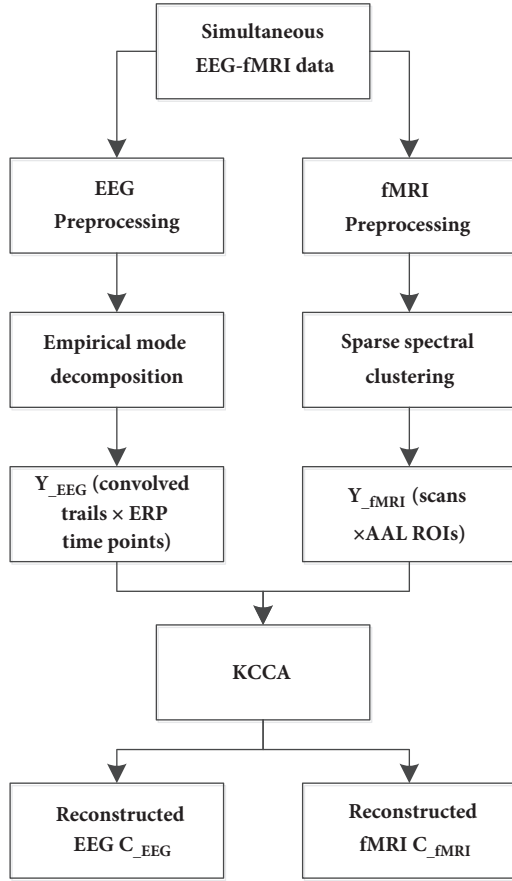 Simultaneous
EEG-fMRI data
EEG
Preprocessing
fMRI
Preprocessing
Empirical mode
decomposition
Sparse spectral
clustering
Y_EEG (convolved
trails × ERP
time points)
Y_fMRI (scans
×AAL ROIs)
KCCA
Reconstructed
EEG C_EEG
Reconstructed
fMRI C_fMRI